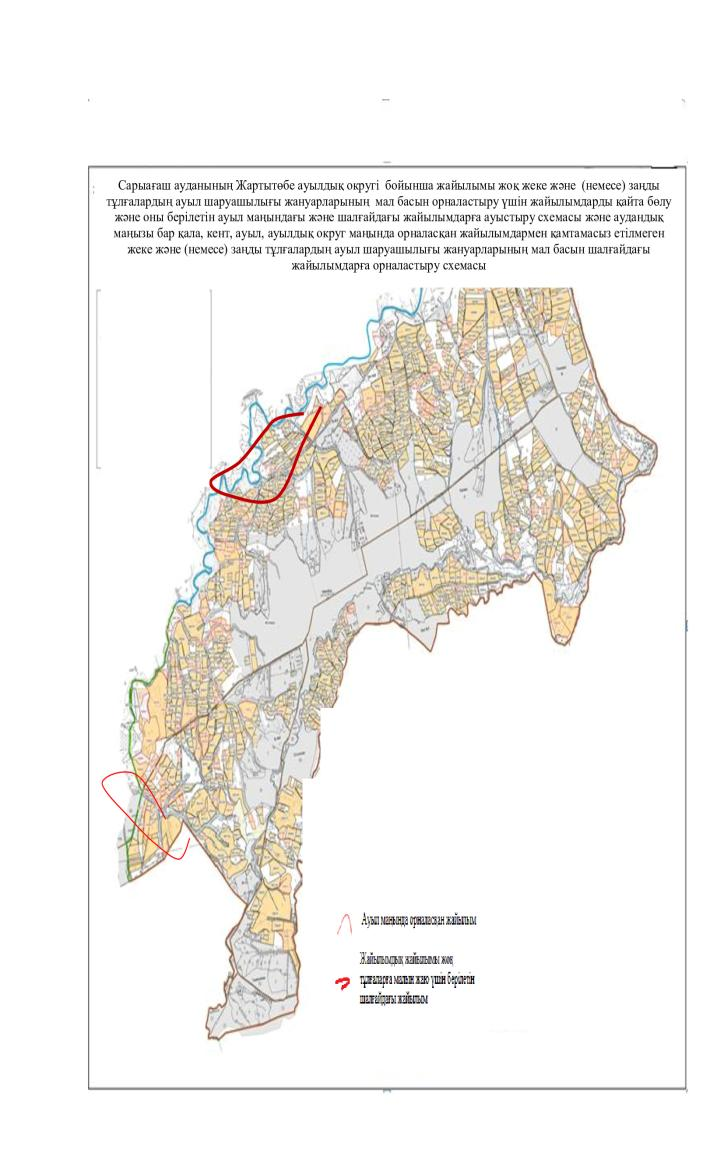 Сарыағаш ауданының Жартытөбе ауылдық округі бойынша жайылымы жоқ жеке және (немесе) заңды
тұлғалардың ауыл шаруашылығы жануарларының мал басын орналастыру үшін жайылымдарды қайта бөлу
және оны берілетін ауыл маңындағы және шалғайдағы жайылымдарға ауыстыру схемасы және аудандық
маңызы бар қала, кент, ауыл, ауылдық округ маңында орналасқан жайылымдармен қамтамасыз етілмеген
жеке және (немесе) заңды тұлғалардың ауыл шаруашылығы жануарларының мал басын шалғайдағы
жайылымдарға орналастыру схемасы
Ауыл маңында орналасқан жайылым
Жайылымдық жайылымы жоқ
тұлғаларға малын жаю үшін берілетін
шалғайдағы жайылым